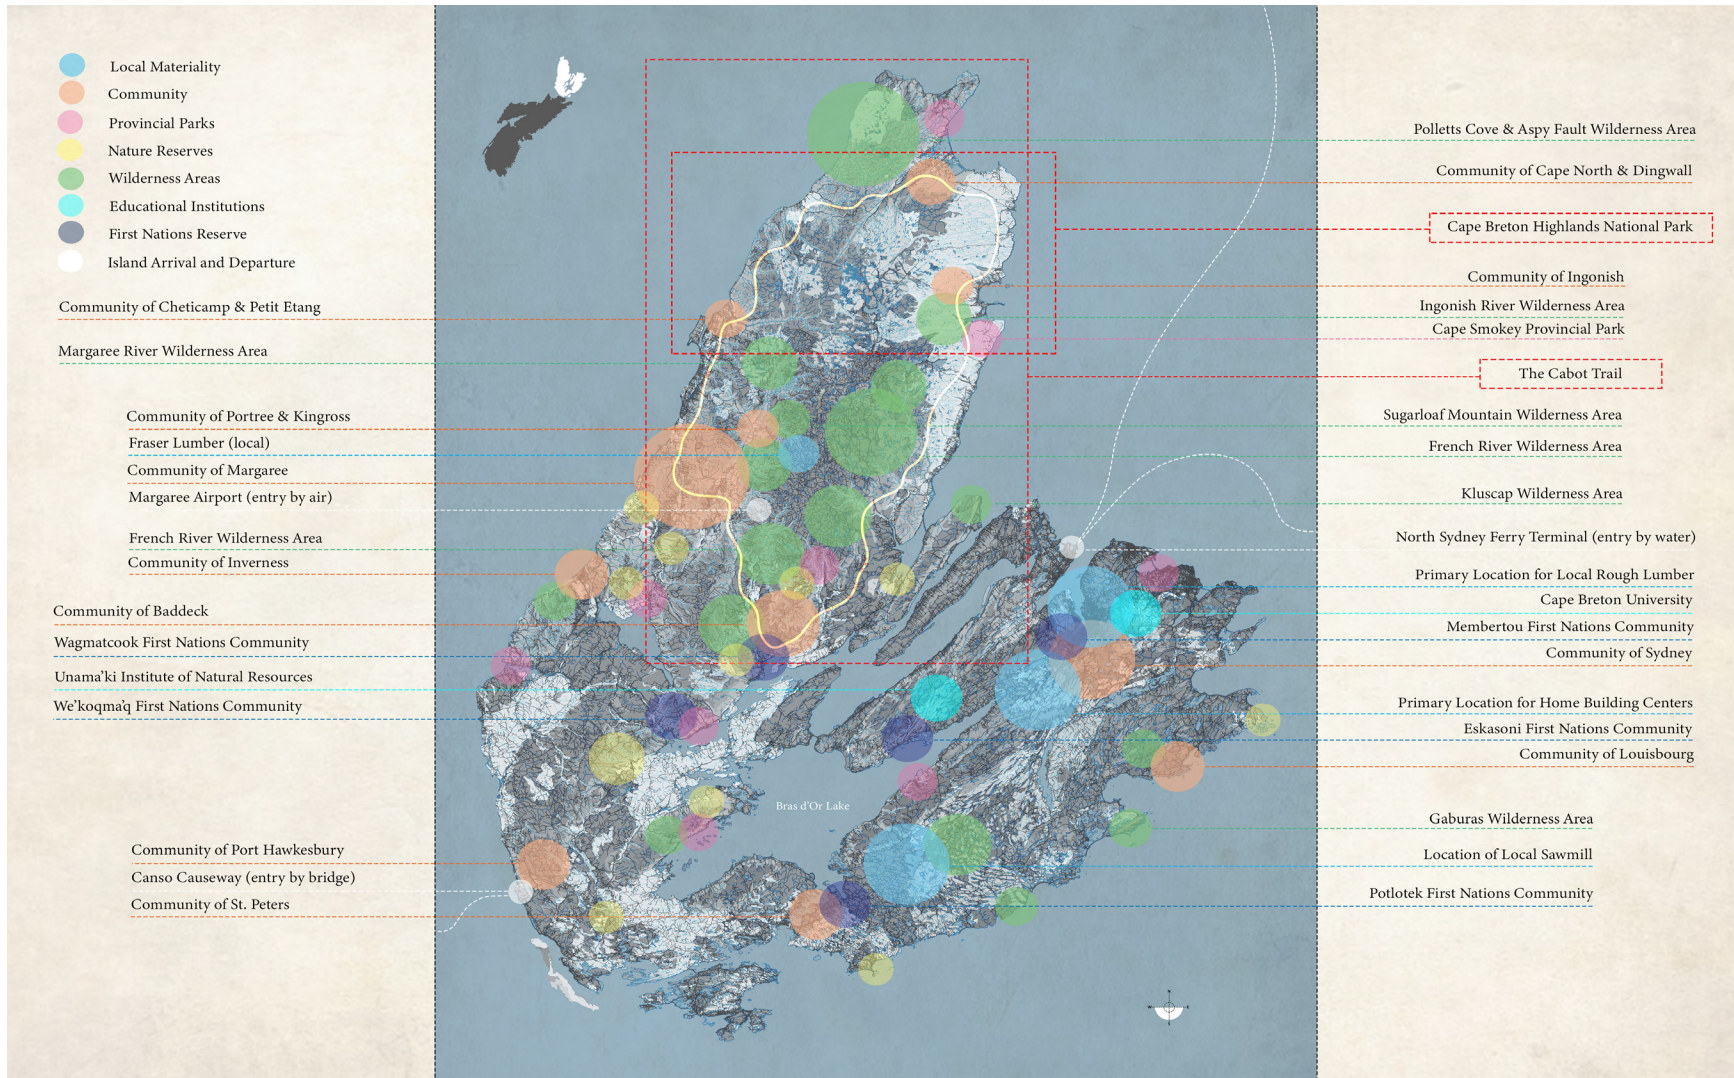 Local Materiality
Community
Provincial Parks
Nature Reserves
Wilderness Areas
Educational Institutions
First Nations Reserve
Island Arrival and Departure
Community of Cheticamp & Petit Etang
Margaree River Wilderness Area
Community of Portree & Kingross
Fraser Lumber (local)
Community of Margaree
Margaree Airport (entry by air)
French River Wilderness Area
Community of Inverness
Community of Baddeck
Wagmatcook First Nations Community
Unama'ki Institute of Natural Resources
We'koqma'q First Nations Community
Community of Port Hawkesbury
Canso Causeway (entry by bridge)
Community of St. Peters
Bras d'Or Lake
Polletts Cove & Aspy Fault Wilderness Area
Community of Cape North & Dingwall
Cape Breton Highlands National Park
Community of Ingonish
Ingonish River Wilderness Area
Cape Smokey Provincial Park
The Cabot Trail
Sugarloaf Mountain Wilderness Area
French River Wilderness Area
Kluscap Wilderness Area
North Sydney Ferry Terminal (entry by water)
Primary Location for Local Rough Lumber
Cape Breton University
Membertou First Nations Community
Community of Sydney
Primary Location for Home Building Centers
Eskasoni First Nations Community
Community of Louisbourg
Gaburas Wilderness Area
Location of Local Sawmill
Potlotek First Nations Community